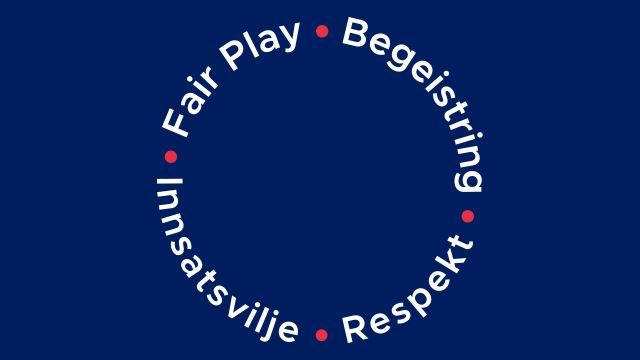 Fair Play • Begeistring • Respekt • Innsatsvilje •